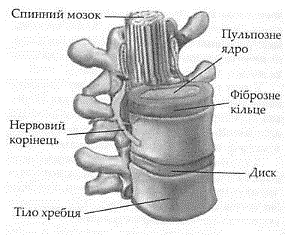 Спинний мозок
Пульпозне
ядро
Фіброзне
кільце
Нервовий
корінець
Диск
Тіло хребця